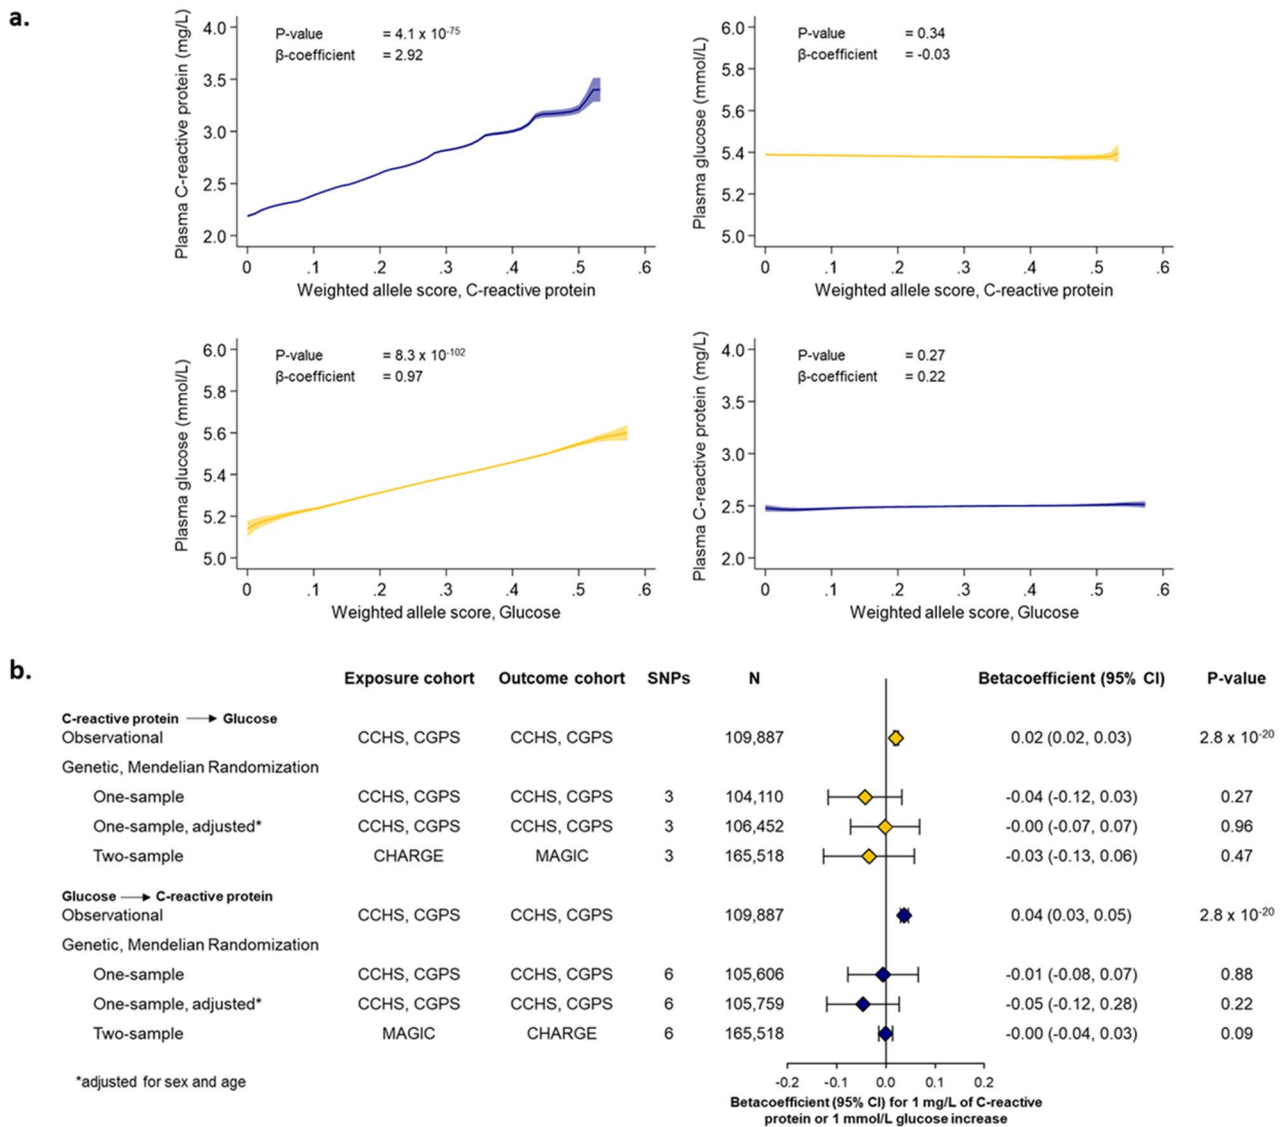 a.
Plasma C-reactive protein (mg/L)
4.0
3.5
3.0
2.5
2.0
P-value = 4.1 x 10-75
β-coefficient = 2.92
0 .1 .2 .3 .4 .5 .6
Weighted allele score, C-reactive protein
Plasma glucose (mmol/L)
6.0
5.8
5.6
5.4
5.2
5.0
P-value = 0.34
β-coefficient = -0.03
0 .1 .2 .3 .4 .5 .6
Weighted allele score, C-reactive protein
Plasma glucose (mmol/L)
6.0
5.8
5.6
5.4
5.2
5.0
P-value = 8.3 x 10-102
β-coefficient = 0.97
0 .1 .2 .3 .4 .5 .6
Weighted allele score, Glucose
Plasma C-reactive protein (mg/L)
4.0
3.5
3.0
2.5
2.0
P-value = 0.27
β-coefficient = 0.22
0 .1 .2 .3 .4 .5 .6
Weighted allele score, Glucose
b.
Exposure cohort Outcome cohort SNPs N Betacoefficient (95% CI) P-value
C-reactive protein → Glucose
Observational CCHS, CGPS CCHS, CGPS 109,887 0.02 (0.02, 0.03) 2.8 x 10-20
Genetic, Mendelian Randomization
One-sample CCHS, CGPS CCHS, CGPS 3 104,110 -0.04 (-0.12, 0.03) 0.27
One-sample, adjusted* CCHS, CGPS CCHS, CGPS 3 106,452 -0.00 (-0.07, 0.07) 0.96
Two-sample CHARGE MAGIC 3 165,518 -0.03 (-0.13, 0.06) 0.47
Glucose → C-reactive protein
Observational CCHS, CGPS CCHS, CGPS 109,887 0.04 (0.03, 0.05) 2.8 x 10-20
Genetic, Mendelian Randomization
One-sample CCHS, CGPS CCHS, CGPS 6 105,606 -0.01 (-0.08, 0.07) 0.88
One-sample, adjusted* CCHS, CGPS CCHS, CGPS 6 105,759 -0.05 (-0.12, 0.28) 0.22
Two-sample MAGIC CHARGE 6 165,518 -0.00 (-0.04, 0.03) 0.09
*adjusted for sex and age
-0.2 -0.1 0.0 0.1 0.2
Betacoefficient (95% CI) for 1 mg/L of C-reactive
protein or 1 mmol/L glucose increase